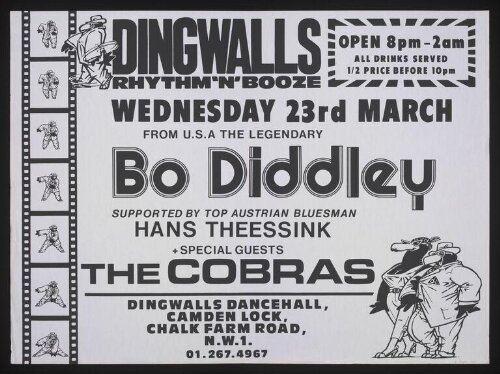 DINGWALLS
RHYTHM 'N' BOOZE
OPEN 8pm-2am
ALL DRINKS SERVED
1/2 PRICE BEFORE 10pm
WEDNESDAY 23rd MARCH
FROM U.S.A THE LEGENDARY
Bo Diddley
SUPPORTED BY TOP AUSTRIAN BLUESMAN
HANS THEESSINK
+SPECIAL GUESTS
THE COBRAS
DINGWALLS DANCEHALL,
CAMDEN LOCK,
CHALK FARM ROAD,
N.W.1.
01.267.4967